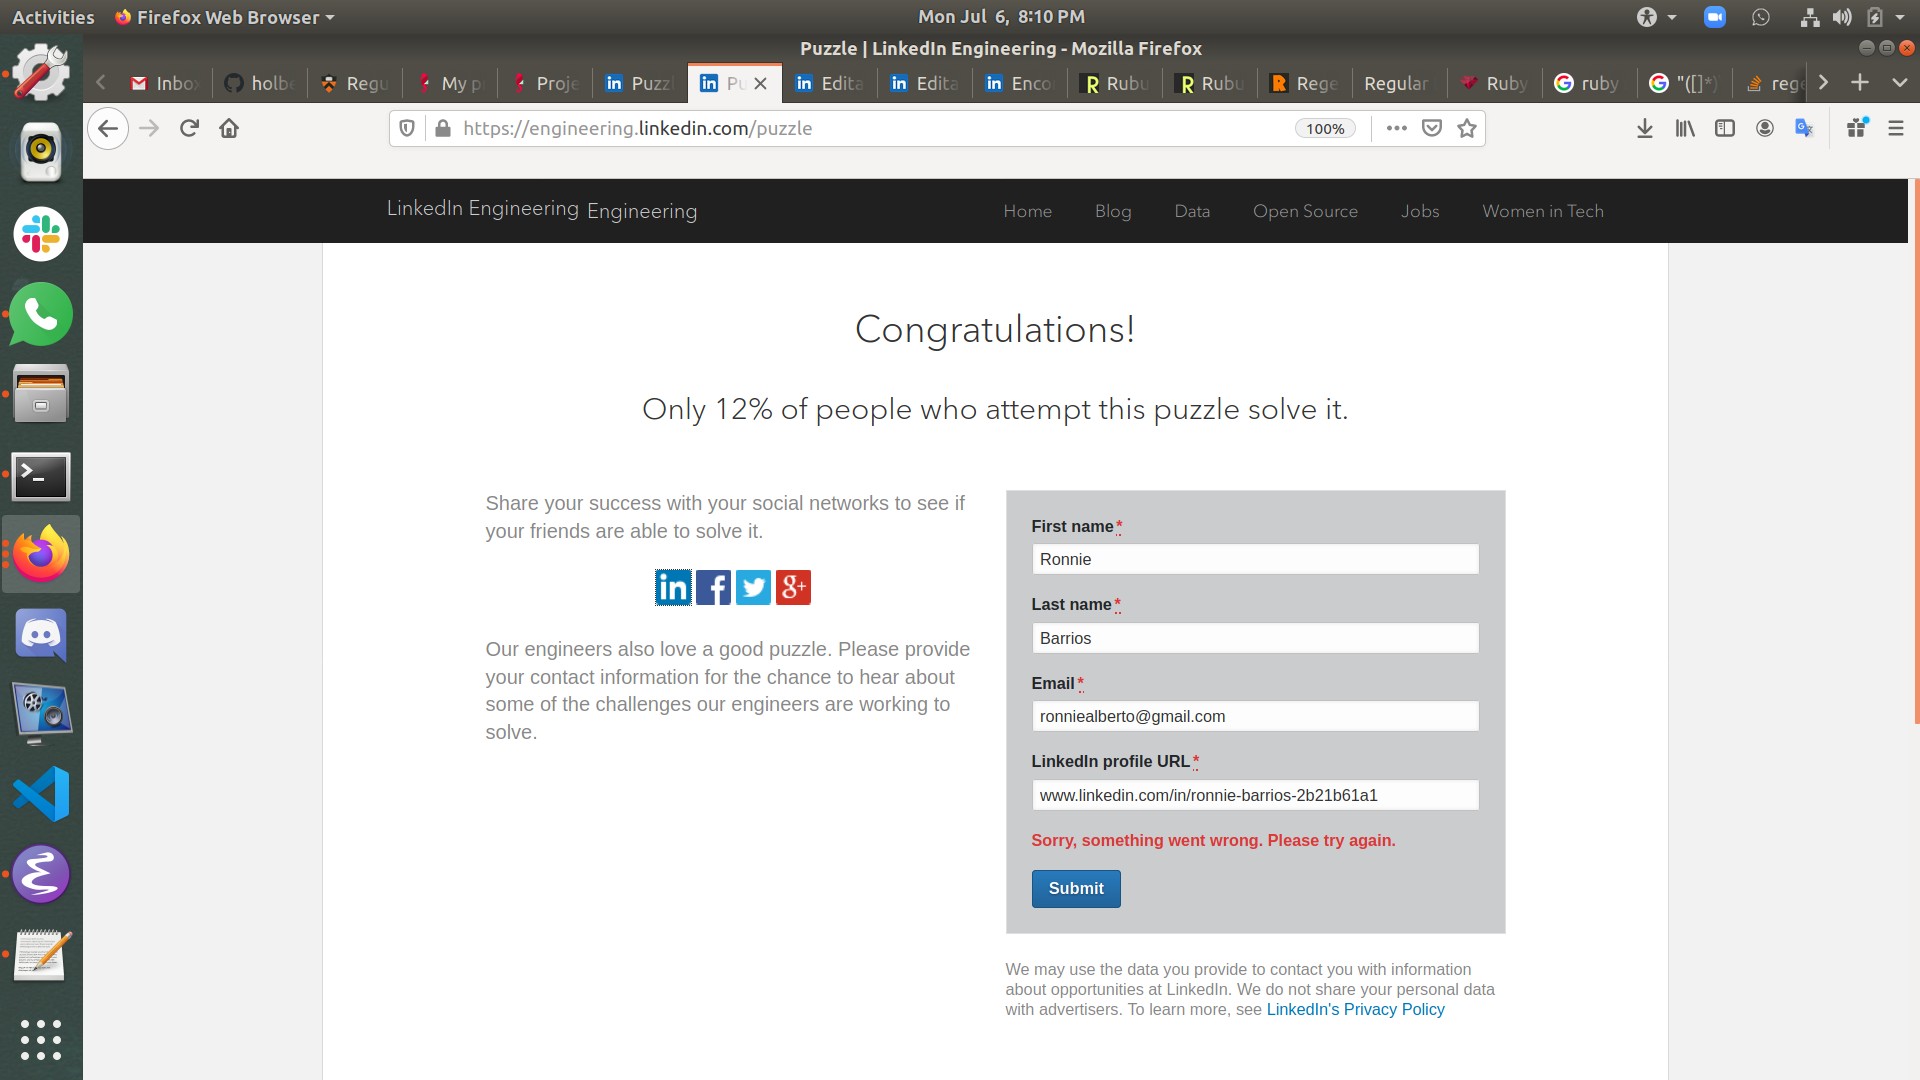 Activities Firefox Web Browser Mon Jul 6, 8:10 PM
Puzzle | LinkedIn Engineering - Mozilla Firefox
Inbo holbe Regu My p Proje Puzzl Pu Edita Edita Enco Rubu Rubu Rege Regular Ruby ruby "([]*) rege
https://engineering.linkedin.com/puzzle 100%
LinkedIn Engineering Engineering Home Blog Data Open Source Jobs Women in Tech
Congratulations!
Only 12% of people who attempt this puzzle solve it.
Share your success with your social networks to see if
your friends are able to solve it.
in f g+
Our engineers also love a good puzzle. Please provide
your contact information for the chance to hear about
some of the challenges our engineers are working to
solve.
First name*
Ronnie
Last name*
Barrios
Email*
ronniealberto@gmail.com
LinkedIn profile URL*
www.linkedin.com/in/ronnie-barrios-2b21b61a1
Sorry, something went wrong. Please try again.
Submit
We may use the data you provide to contact you with information
about opportunities at LinkedIn. We do not share your personal data
with advertisers. To learn more, see LinkedIn's Privacy Policy